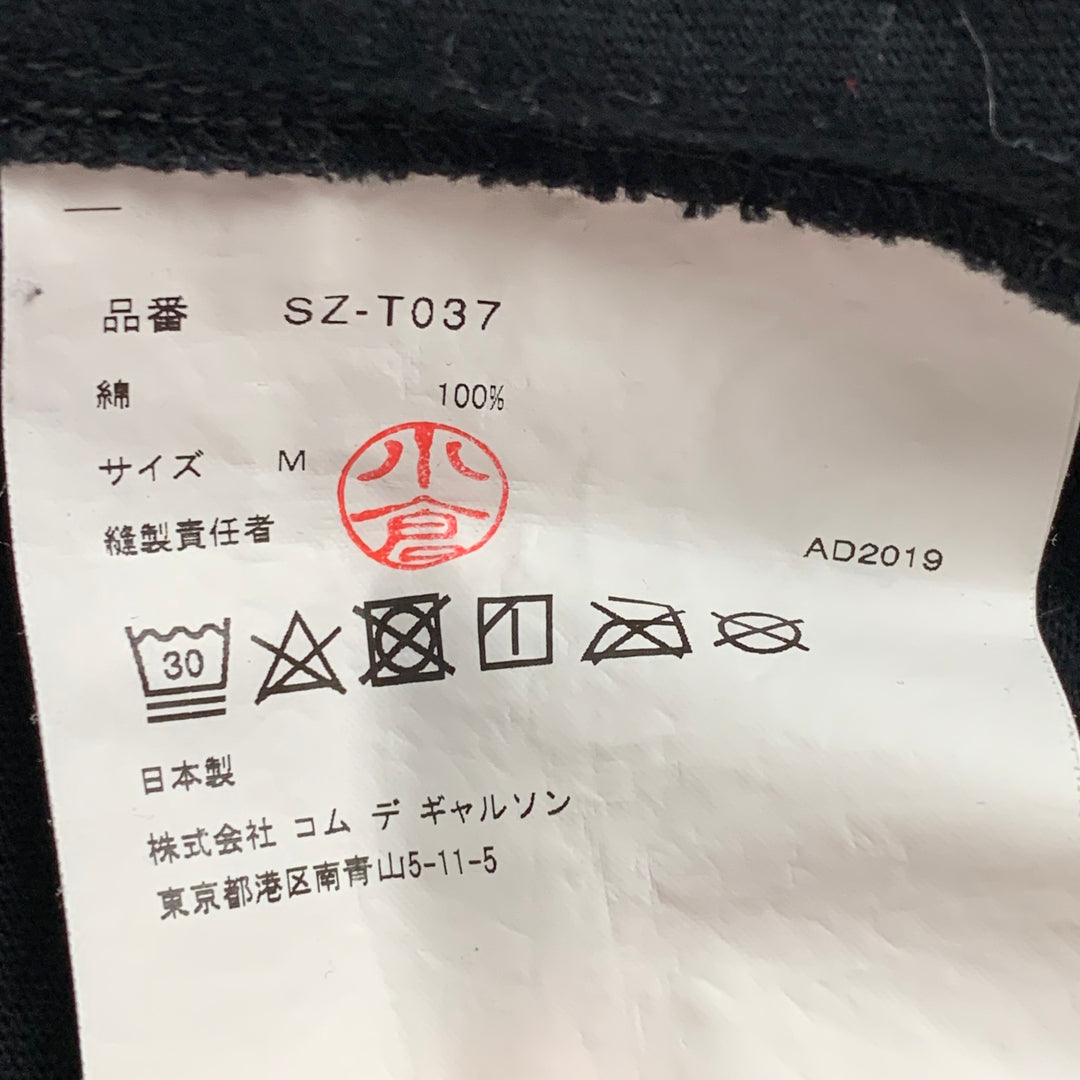 品番 SZ-T037
綿 100%
サイズ M
小倉
縫製責任者
AD2019
30
日本製
株式会社 コム デ ギャルソン
東京都港区南青山5-11-5